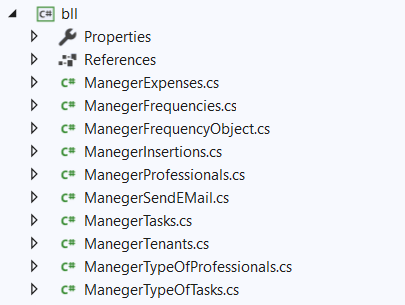 C# bll
Properties
References
C# ManegerExpenses.cs
C# ManegerFrequencies.cs
C# ManegerFrequencyObject.cs
C# ManegerInsertions.cs
C# ManegerProfessionals.cs
C# ManegerSendEMail.cs
C# ManegerTasks.cs
C# ManegerTenants.cs
C# ManegerTypeOfProfessionals.cs
C# ManegerTypeOfTasks.cs